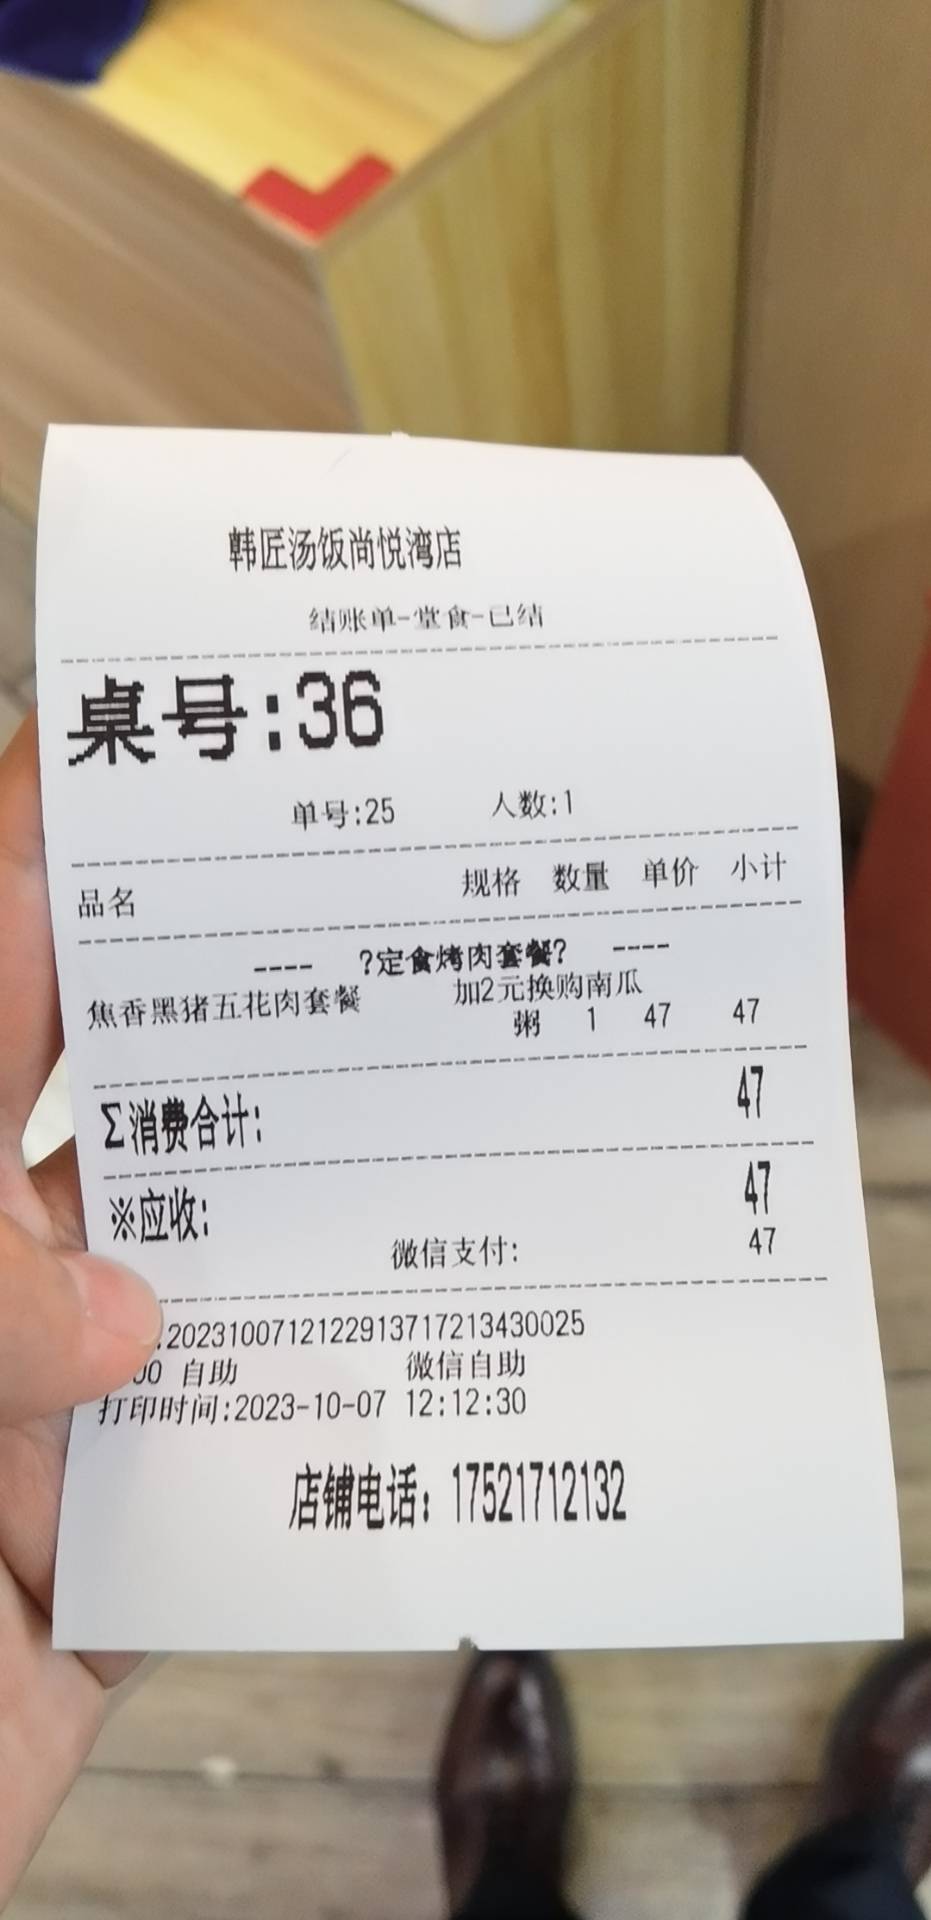 韩匠汤饭尚悦湾店
结账单-堂食-已结
桌号:36
单号:25 人数:1
品名 规格 数量 单价 小计
---- ?定食烤肉套餐? ----
焦香黑猪五花肉套餐 加2元换购南瓜
粥 1 47 47
Σ消费合计: 47
※应收: 47
微信支付: 47
.2023100712122913717213430025
00 自助 微信自助
打印时间:2023-10-07 12:12:30
店铺电话：17521712132